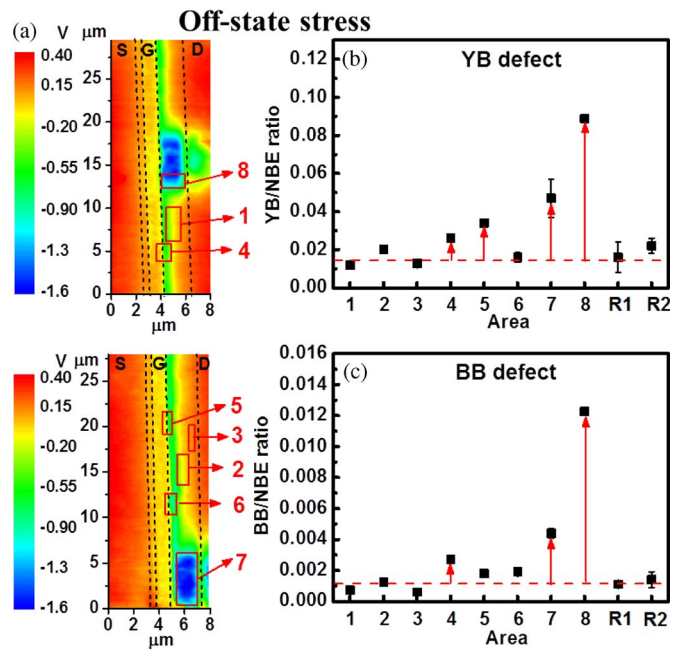 Off-state stress
(a)
V μm
S G D
0.40
0.15
-0.20
-0.55
-0.90
-1.3
-1.6
25
20
15
10
5
0
8
1
4
0 2 4 6 8
μm
(b)
YB defect
YB/NBE ratio
0.12
0.10
0.08
0.06
0.04
0.02
0.00
1 2 3 4 5 6 7 8 R1 R2
Area
V μm
S G D
0.40
0.15
-0.20
-0.55
-0.90
-1.3
-1.6
25
20
15
10
5
0
5
3
2
6
7
0 2 4 6 8
μm
(c)
BB defect
BB/NBE ratio
0.016
0.014
0.012
0.010
0.008
0.006
0.004
0.002
0.000
1 2 3 4 5 6 7 8 R1 R2
Area